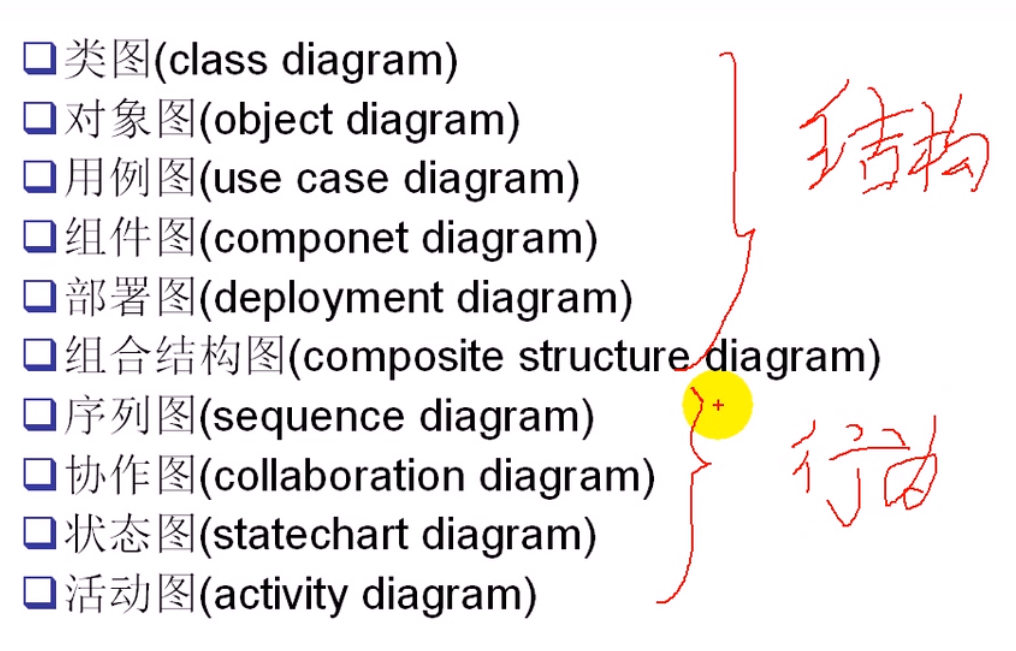 类图(class diagram)
对象图(object diagram)
用例图(use case diagram)
组件图(componet diagram)
部署图(deployment diagram)
组合结构图(composite structure diagram)
序列图(sequence diagram)
协作图(collaboration diagram)
状态图(statechart diagram)
活动图(activity diagram)
结构
行为